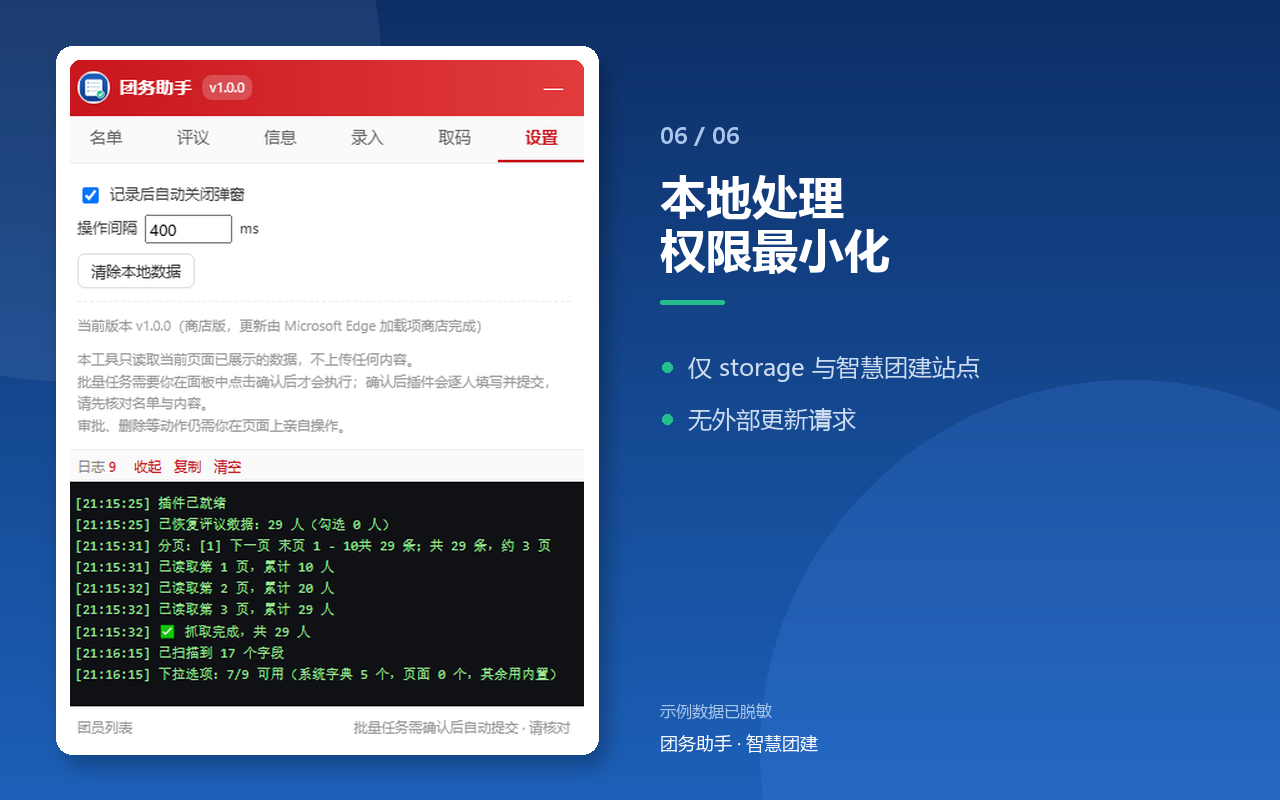 团务助手 v1.0.0 —
名单 评议 信息 录入 取码 设置
记录后自动关闭弹窗
操作间隔 400 ms
清除本地数据
当前版本 v1.0.0（商店版，更新由 Microsoft Edge 加载项商店完成）
本工具只读取当前页面已展示的数据，不上传任何内容。
批量任务需要你在面板中点击确认后才会执行；确认后插件会逐人填写并提交，
请先核对名单与内容。
审批、删除等动作仍需你在页面上亲自操作。
日志 9 收起 复制 清空
[21:15:25] 插件已就绪
[21:15:25] 已恢复评议数据：29 人（勾选 0 人）
[21:15:31] 分页：[1] 下一页 末页 1 - 10共 29 条；共 29 条，约 3 页
[21:15:31] 已读取第 1 页，累计 10 人
[21:15:32] 已读取第 2 页，累计 20 人
[21:15:32] 已读取第 3 页，累计 29 人
[21:15:32] ✅ 抓取完成，共 29 人
[21:16:15] 已扫描到 17 个字段
[21:16:15] 下拉选项：7/9 可用（系统字典 5 个，页面 0 个，其余用内置）
团员列表 批量任务需确认后自动提交 · 请核对
06 / 06
本地处理
权限最小化
仅 storage 与智慧团建站点
无外部更新请求
示例数据已脱敏
团务助手 · 智慧团建